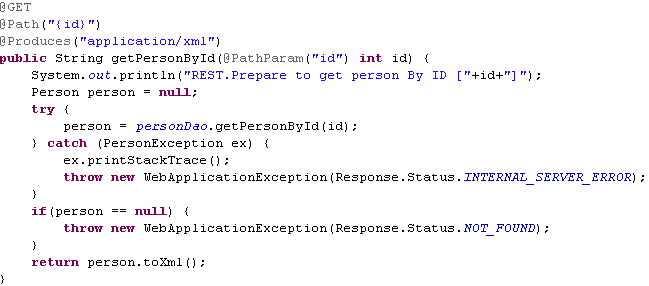 @GET
@Path("{id}")
@Produces("application/xml")
public String getPersonById(@PathParam("id") int id) {
    System.out.println("REST.Prepare to get person By ID ["+id+"]");
    Person person = null;
    try {
        person = personDao.getPersonById(id);
    } catch (PersonException ex) {
        ex.printStackTrace();
        throw new WebApplicationException(Response.Status.INTERNAL_SERVER_ERROR);
    }
    if(person == null) {
        throw new WebApplicationException(Response.Status.NOT_FOUND);
    }
    return person.toXml();
}